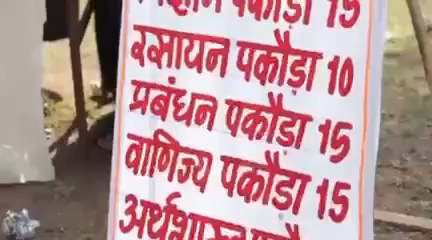 पकौड़ा 15
रसायन पकौड़ा 10
प्रबंधन पकौड़ा 15
वाणिज्य पकौड़ा 15
अर्थशास्त्र